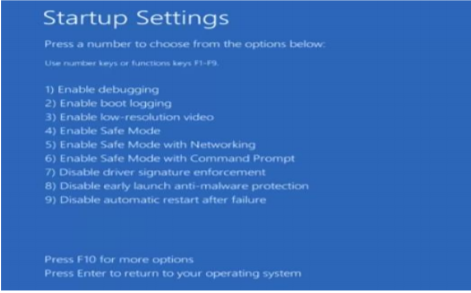 Startup Settings
Press a number to choose from the options below:
Use number keys or functions keys F1-F9.
1) Enable debugging
2) Enable boot logging
3) Enable low-resolution video
4) Enable Safe Mode
5) Enable Safe Mode with Networking
6) Enable Safe Mode with Command Prompt
7) Disable driver signature enforcement
8) Disable early launch anti-malware protection
9) Disable automatic restart after failure
Press F10 for more options
Press Enter to return to your operating system